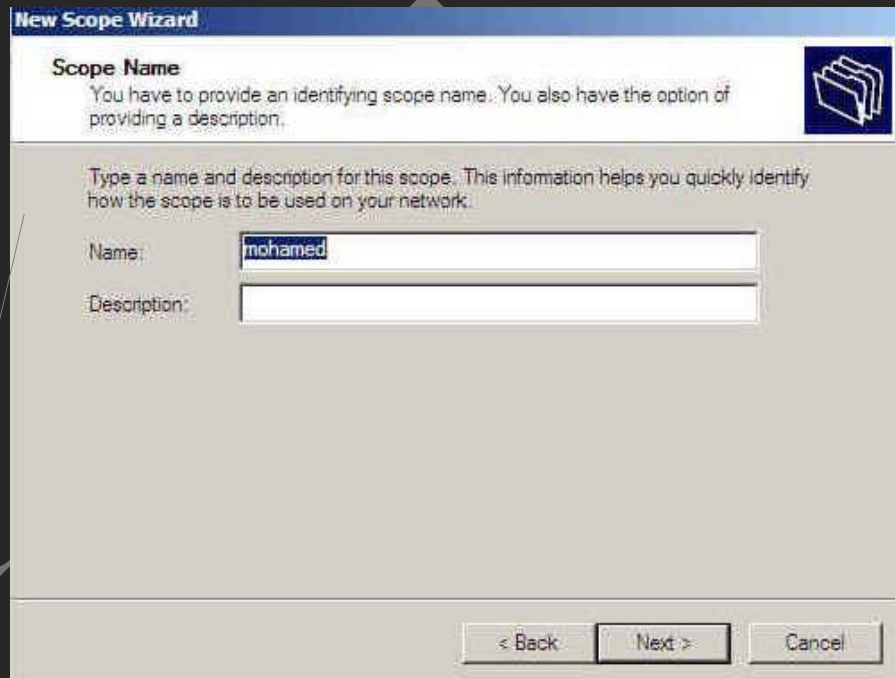 New Scope Wizard
Scope Name
You have to provide an identifying scope name. You also have the option of
providing a description.
Type a name and description for this scope. This information helps you quickly identify
how the scope is to be used on your network.
Name: mohamed
Description:
< Back Next > Cancel